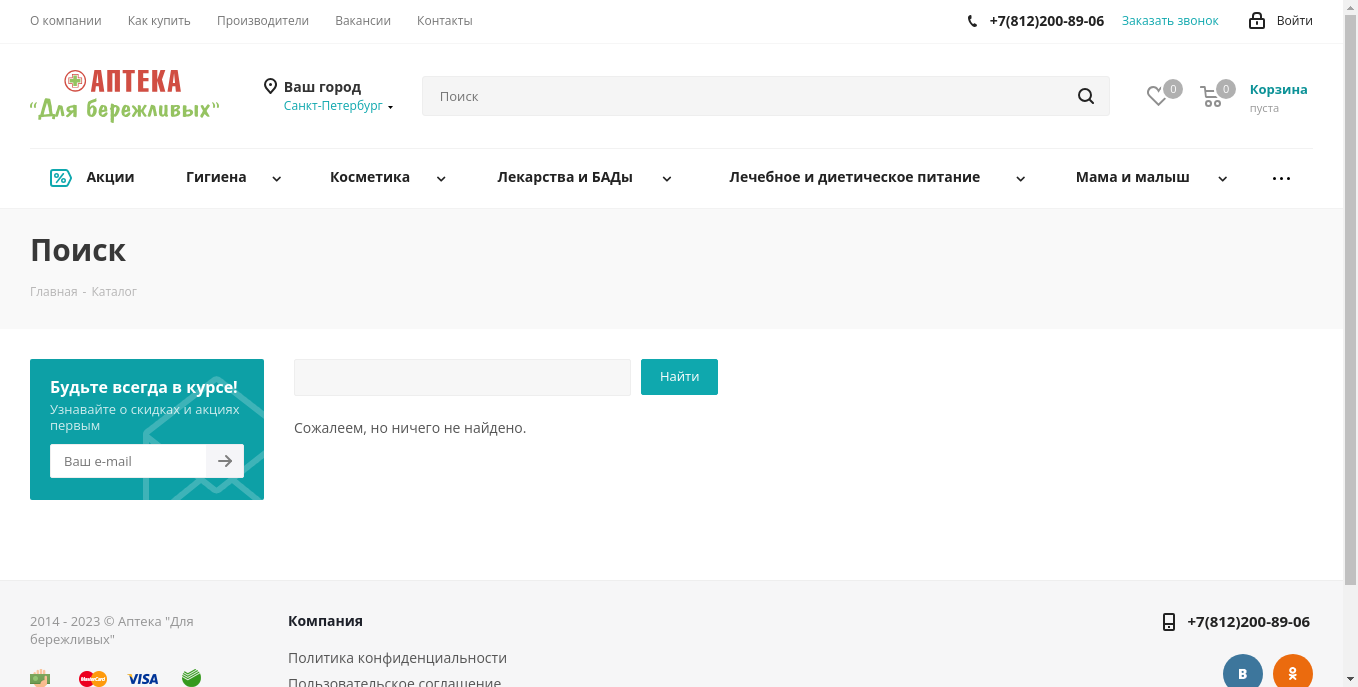 О компании Как купить Производители Вакансии Контакты +7(812)200-89-06 Заказать звонок Войти
АПТЕКА
"Для бережливых"
Ваш город
Санкт-Петербург
Поиск
0 0 Корзина
пуста
Акции Гигиена Косметика Лекарства и БАДы Лечебное и диетическое питание Мама и малыш
Поиск
Главная - Каталог
Будьте всегда в курсе!
Узнавайте о скидках и акциях
первым
Ваш e-mail
Найти
Сожалеем, но ничего не найдено.
2014 - 2023 © Аптека "Для
бережливых"
MasterCard VISA
Компания
Политика конфиденциальности
Пользовательское соглашение
+7(812)200-89-06